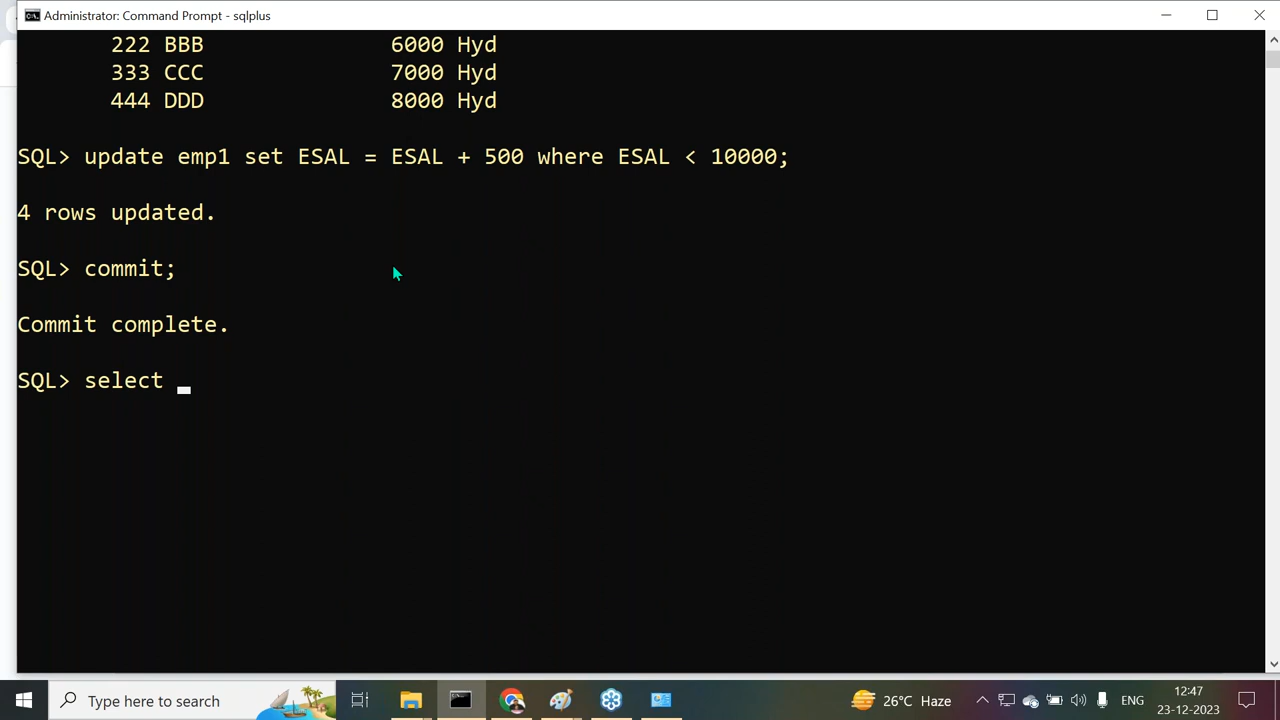 Administrator: Command Prompt - sqlplus
222 BBB 6000 Hyd
333 CCC 7000 Hyd
444 DDD 8000 Hyd
SQL> update emp1 set ESAL = ESAL + 500 where ESAL < 10000;
4 rows updated.
SQL> commit;
Commit complete.
SQL> select
Type here to search
26°C Haze
ENG
12:47
23-12-2023